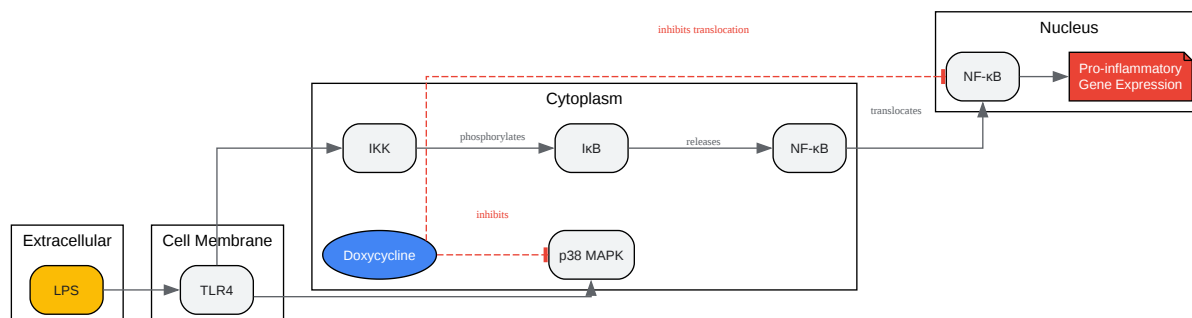 Nucleus
inhibits translocation
NF-κB
Pro-inflammatory
Gene Expression
Cytoplasm
translocates
IKK
phosphorylates
IκB
releases
NF-κB
inhibits
Extracellular
Cell Membrane
Doxycycline
p38 MAPK
LPS
TLR4